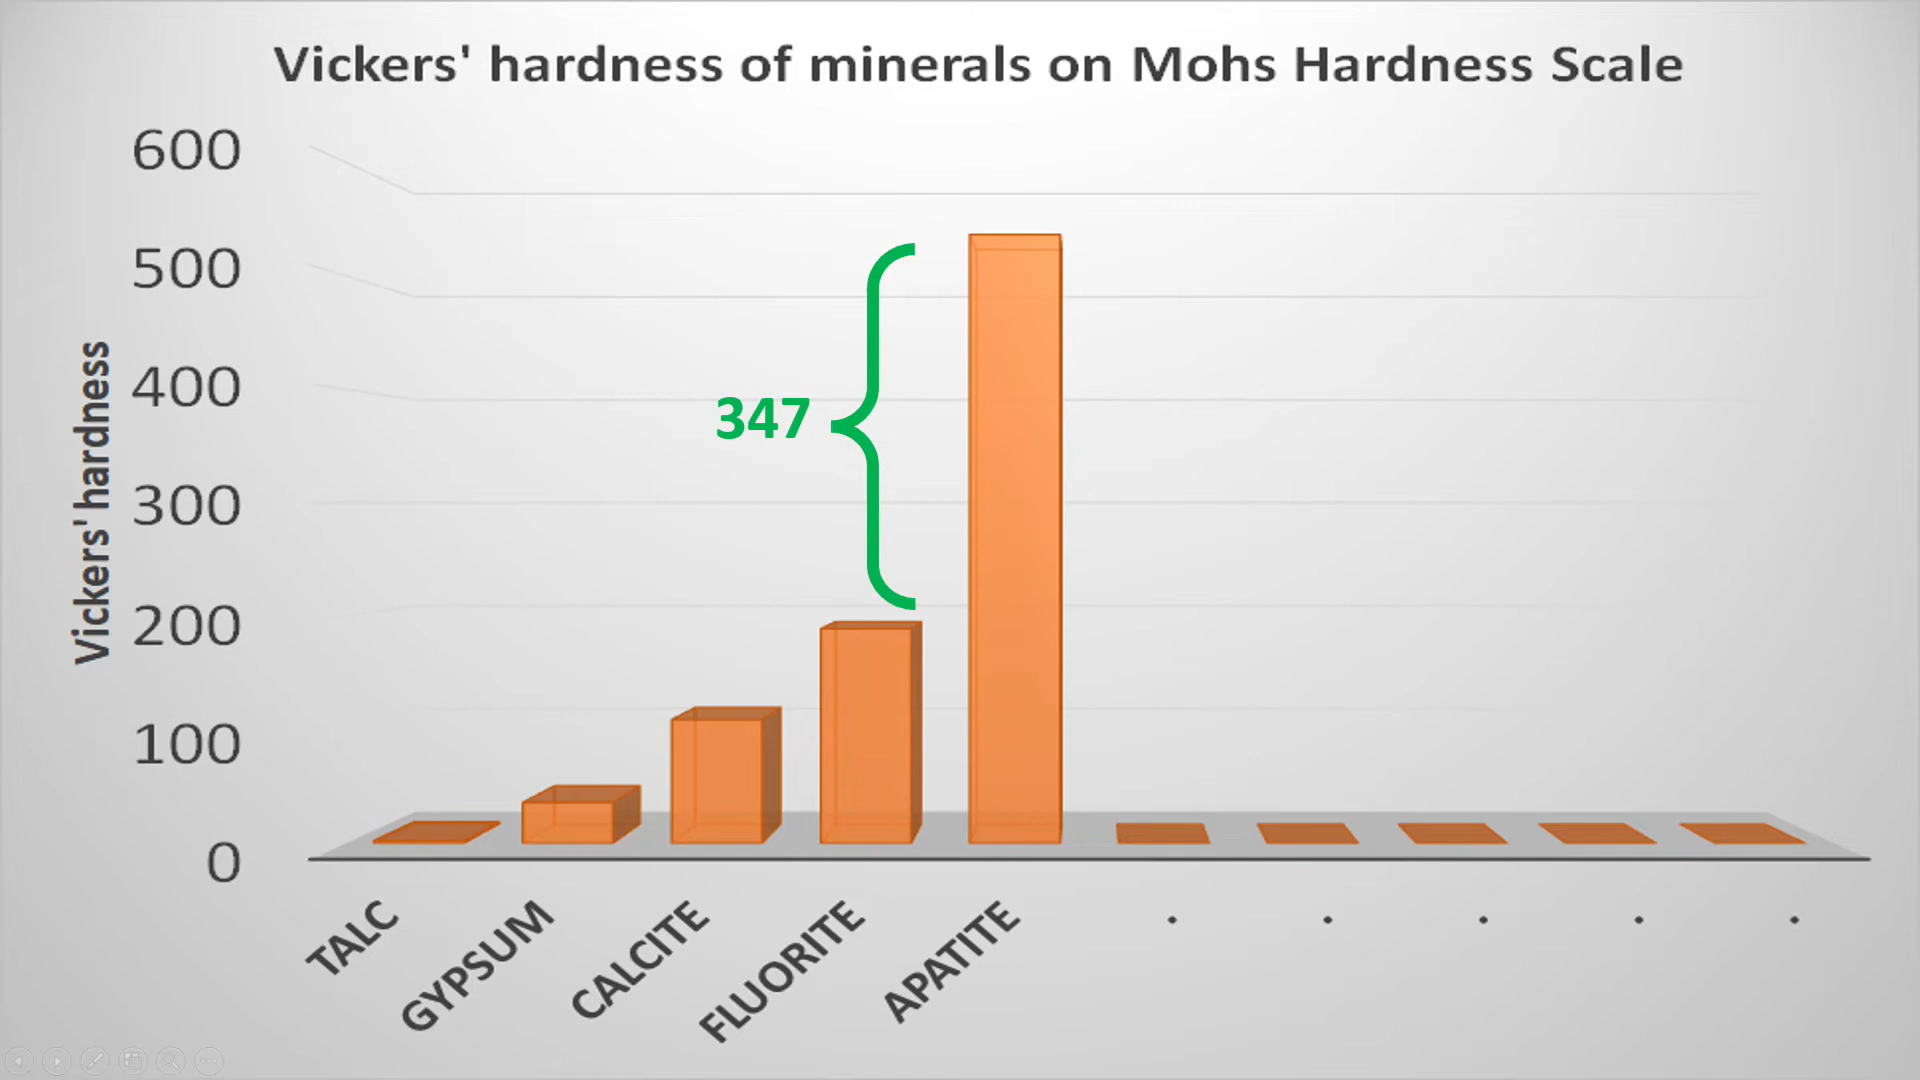 Vickers' hardness of minerals on Mohs Hardness Scale
600
500
400
300
200
100
0
Vickers' hardness
347
TALC
GYPSUM
CALCITE
FLUORITE
APATITE
.
.
.
.
.